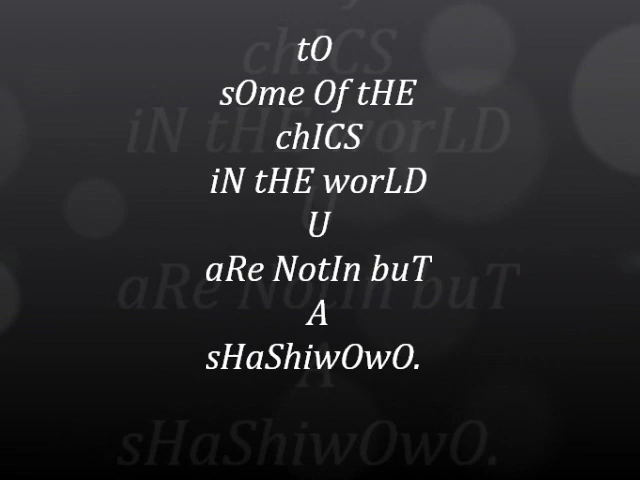 tO
sOme Of tHE
chICS
iN tHE worLD
U
aRe NotIn buT
A
sHaShiwOwO.